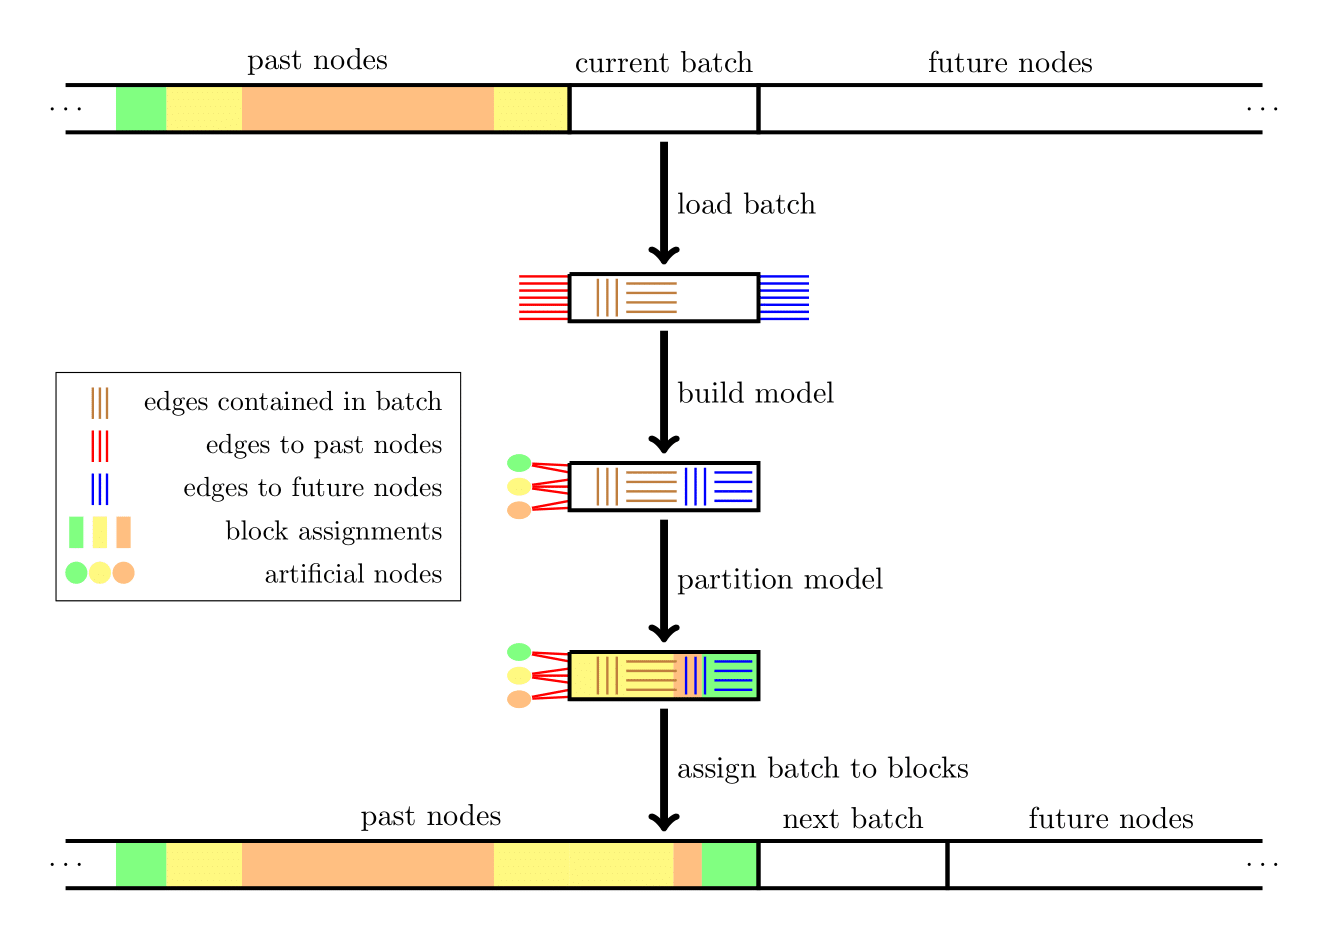 past nodes
current batch
future nodes
...
...
load batch
build model
edges contained in batch
edges to past nodes
edges to future nodes
block assignments
artificial nodes
partition model
assign batch to blocks
past nodes
next batch
future nodes
...
...